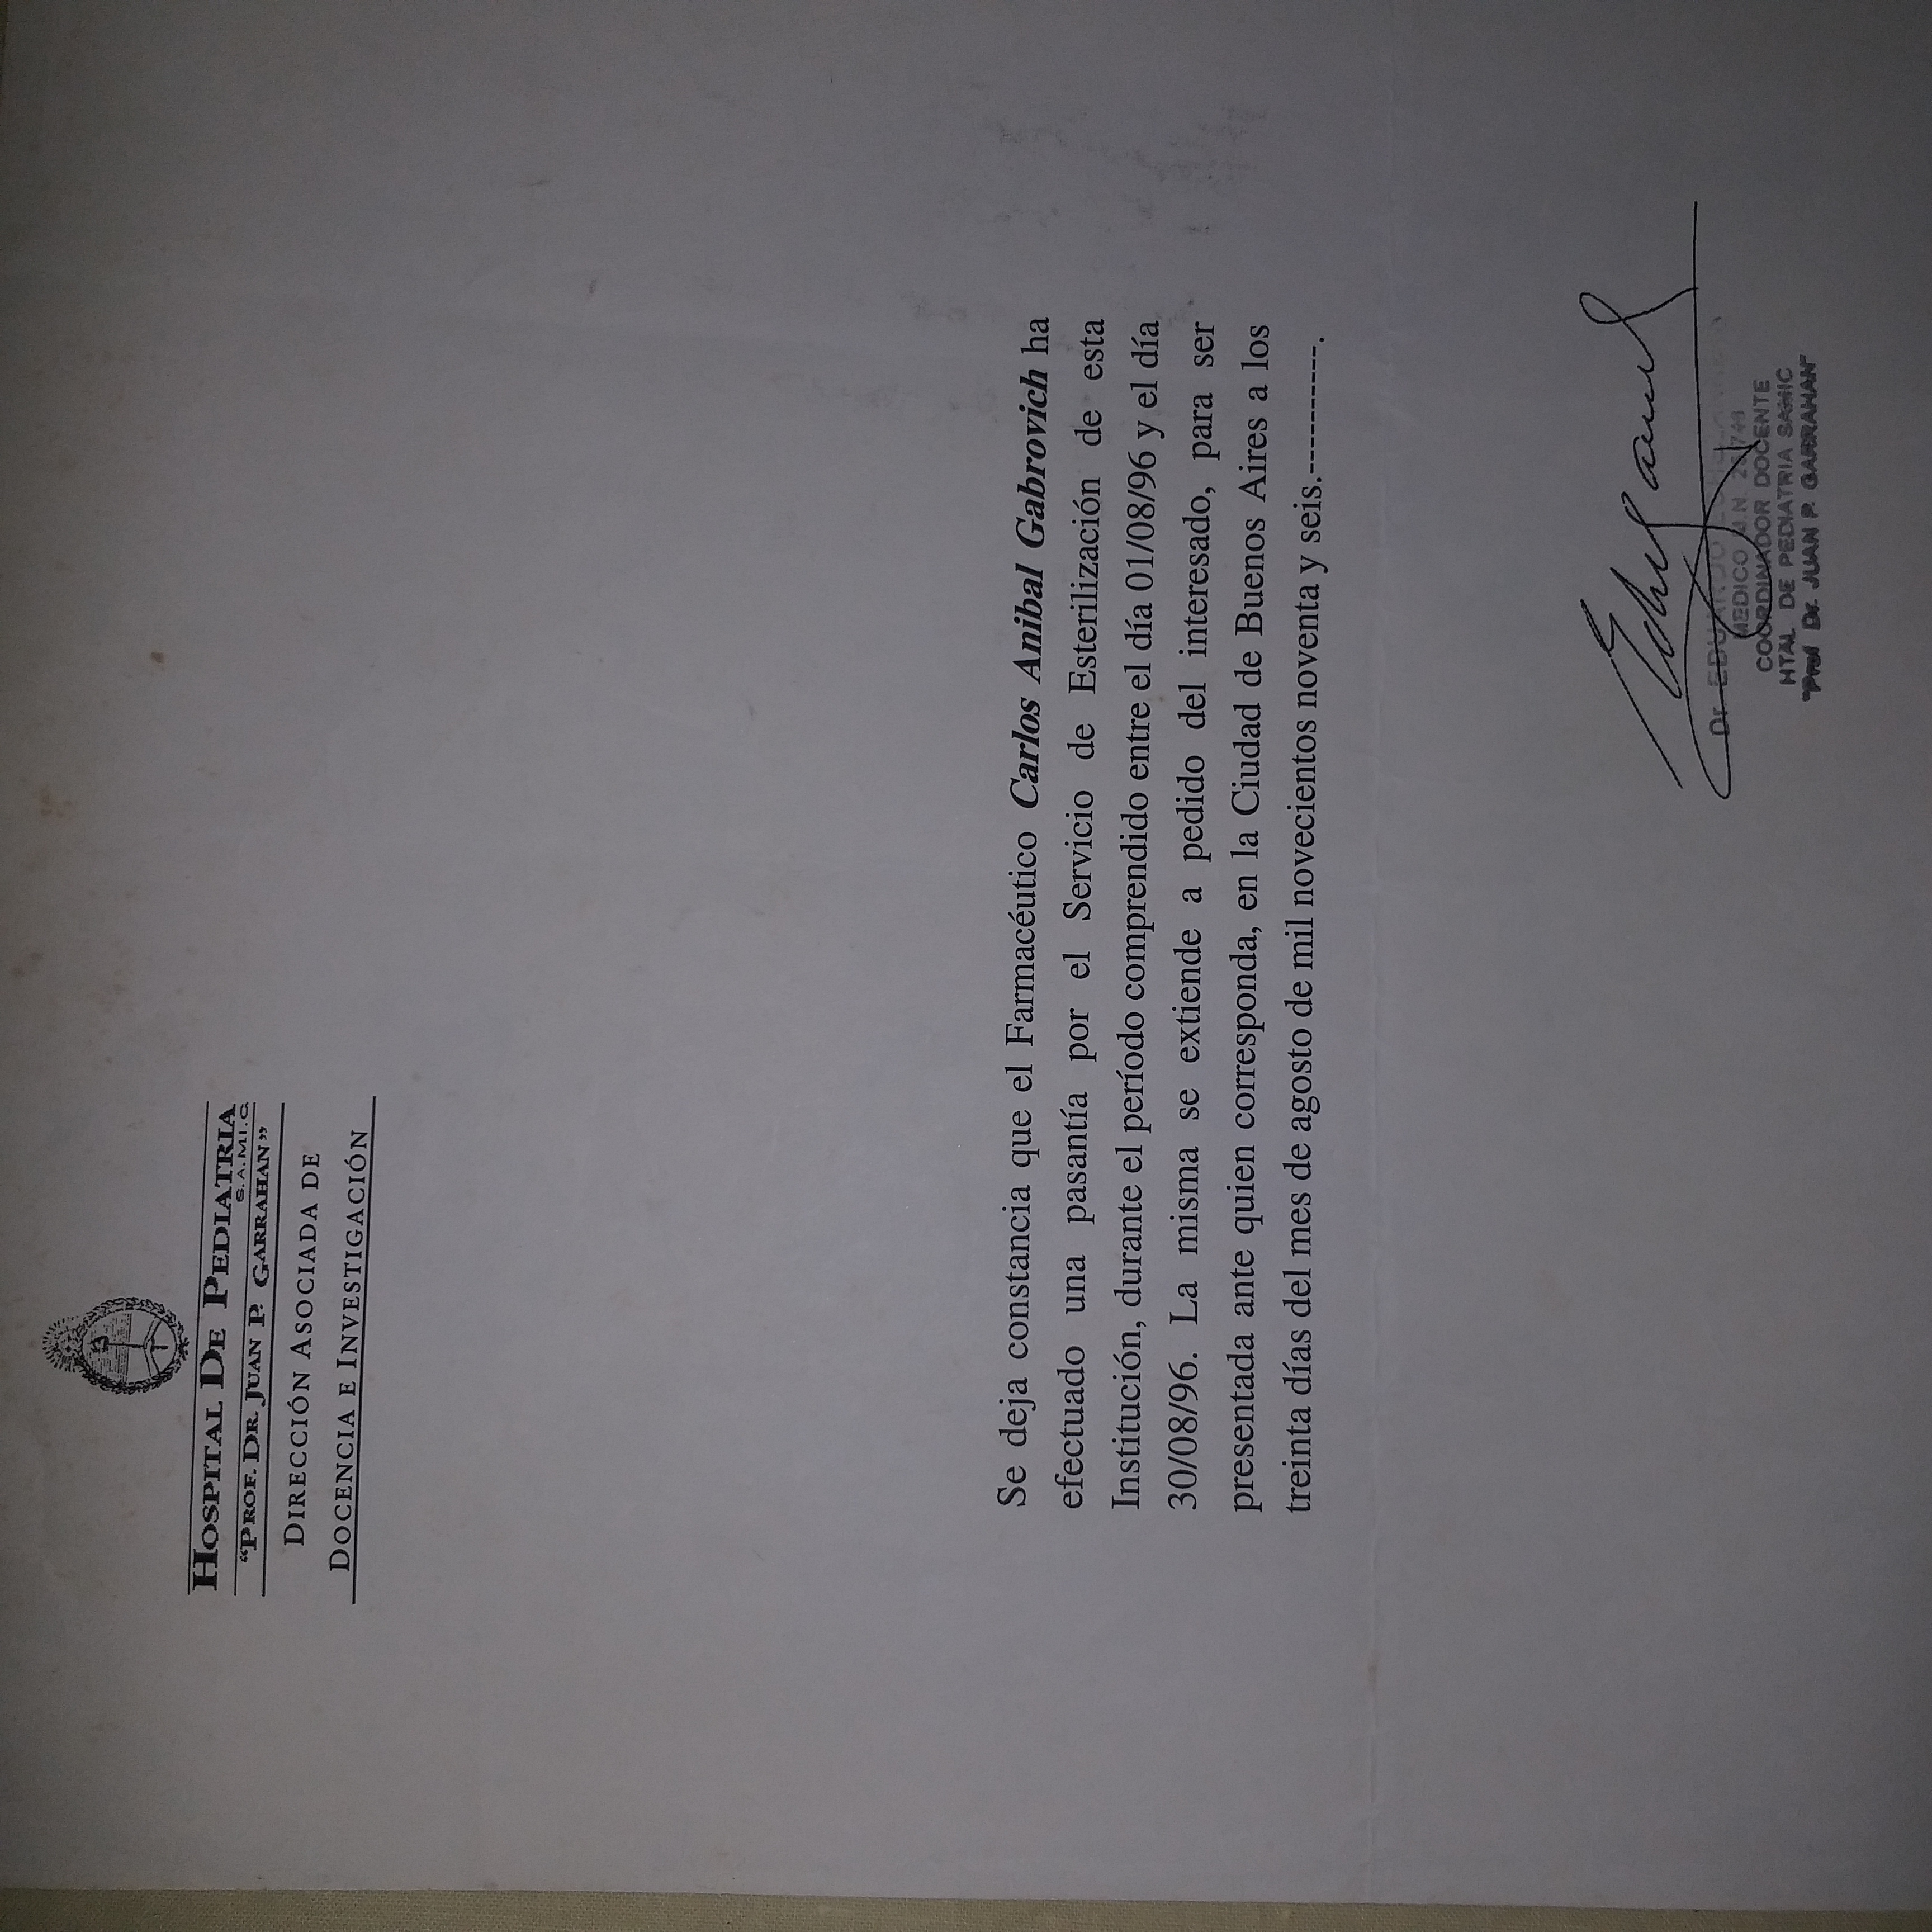 HOSPITAL DE PEDIATRIA
S.A.M.I.C.
“PROF. DR. JUAN P. GARRAHAN”
DIRECCIÓN ASOCIADA DE
DOCENCIA E INVESTIGACIÓN
Se deja constancia que el Farmacéutico Carlos Anibal Gabrovich ha
efectuado una pasantía por el Servicio de Esterilización de esta
Institución, durante el período comprendido entre el día 01/08/96 y el día
30/08/96. La misma se extiende a pedido del interesado, para ser
presentada ante quien corresponda, en la Ciudad de Buenos Aires a los
treinta días del mes de agosto de mil novecientos noventa y seis.----------.
Dr. EDUARDO
MEDICO M.N.
COORDINADOR DOCENTE
HTAL DE PEDIATRIA SAMIC
"Prof Dr. JUAN P. GARRAHAN"